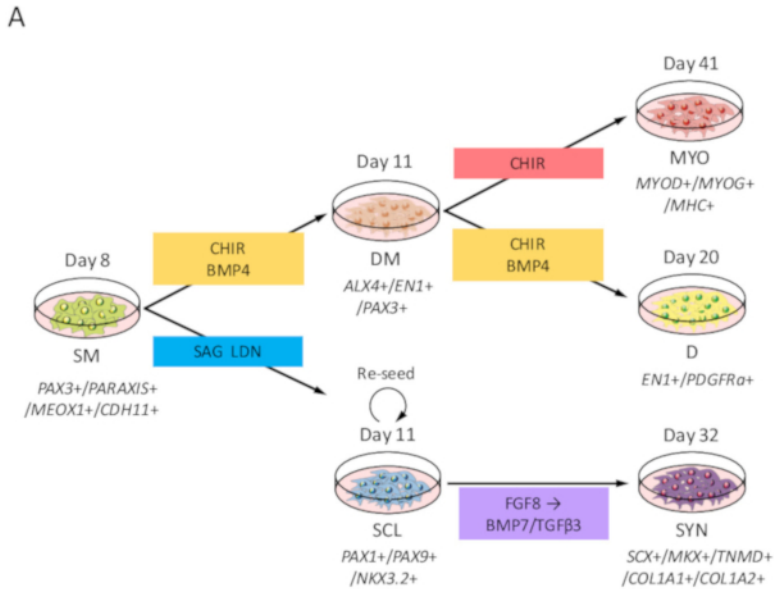 A
Day 41
MYO
MYOD+/MYOG+
/MHC+
Day 11
CHIR
DM
ALX4+/EN1+
/PAX3+
CHIR
BMP4
CHIR
BMP4
Day 8
SM
PAX3+/PARAXIS+
/MEOX1+/CDH11+
Day 20
D
EN1+/PDGFRα+
SAG LDN
Re-seed
Day 11
SCL
PAX1+/PAX9+
/NKX3.2+
FGF8 →
BMP7/TGFβ3
Day 32
SYN
SCX+/MKX+/TNMD+
/COL1A1+/COL1A2+